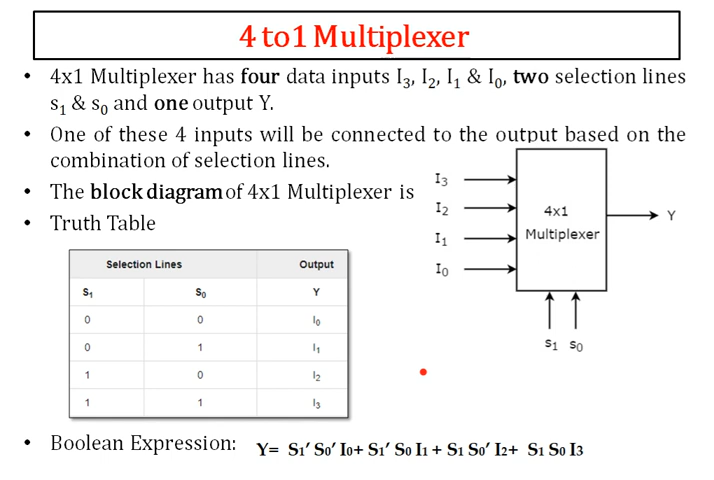 4 to1 Multiplexer
• 4x1 Multiplexer has four data inputs I₃, I₂, I₁ & I₀, two selection lines
s₁ & s₀ and one output Y.
• One of these 4 inputs will be connected to the output based on the
combination of selection lines.
• The block diagram of 4x1 Multiplexer is
• Truth Table
I₃
I₂
I₁
I₀
4x1
Multiplexer
Y
S₁ S₀
Selection Lines Output
S₁ S₀ Y
0 0 I₀
0 1 I₁
1 0 I₂
1 1 I₃
• Boolean Expression: Y= S₁′ S₀′ I₀+ S₁′ S₀ I₁ + S₁ S₀′ I₂+ S₁ S₀ I₃